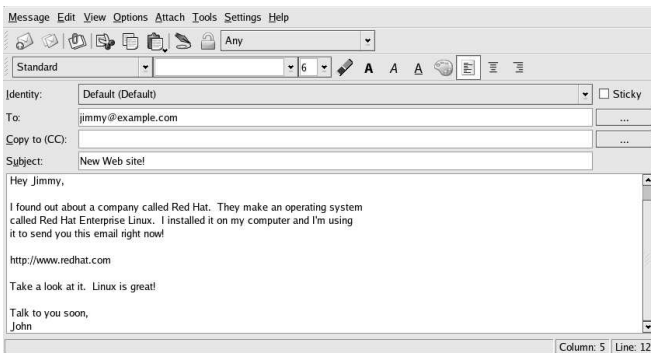 Message Edit View Options Attach Tools Settings Help
Any
Standard 6 A A A
Identity: Default (Default) Sticky
To: jimmy@example.com ...
Copy to (CC): ...
Subject: New Web site!
Hey Jimmy,
I found out about a company called Red Hat. They make an operating system
called Red Hat Enterprise Linux. I installed it on my computer and I'm using
it to send you this email right now!
http://www.redhat.com
Take a look at it. Linux is great!
Talk to you soon,
John
Column: 5 Line: 12